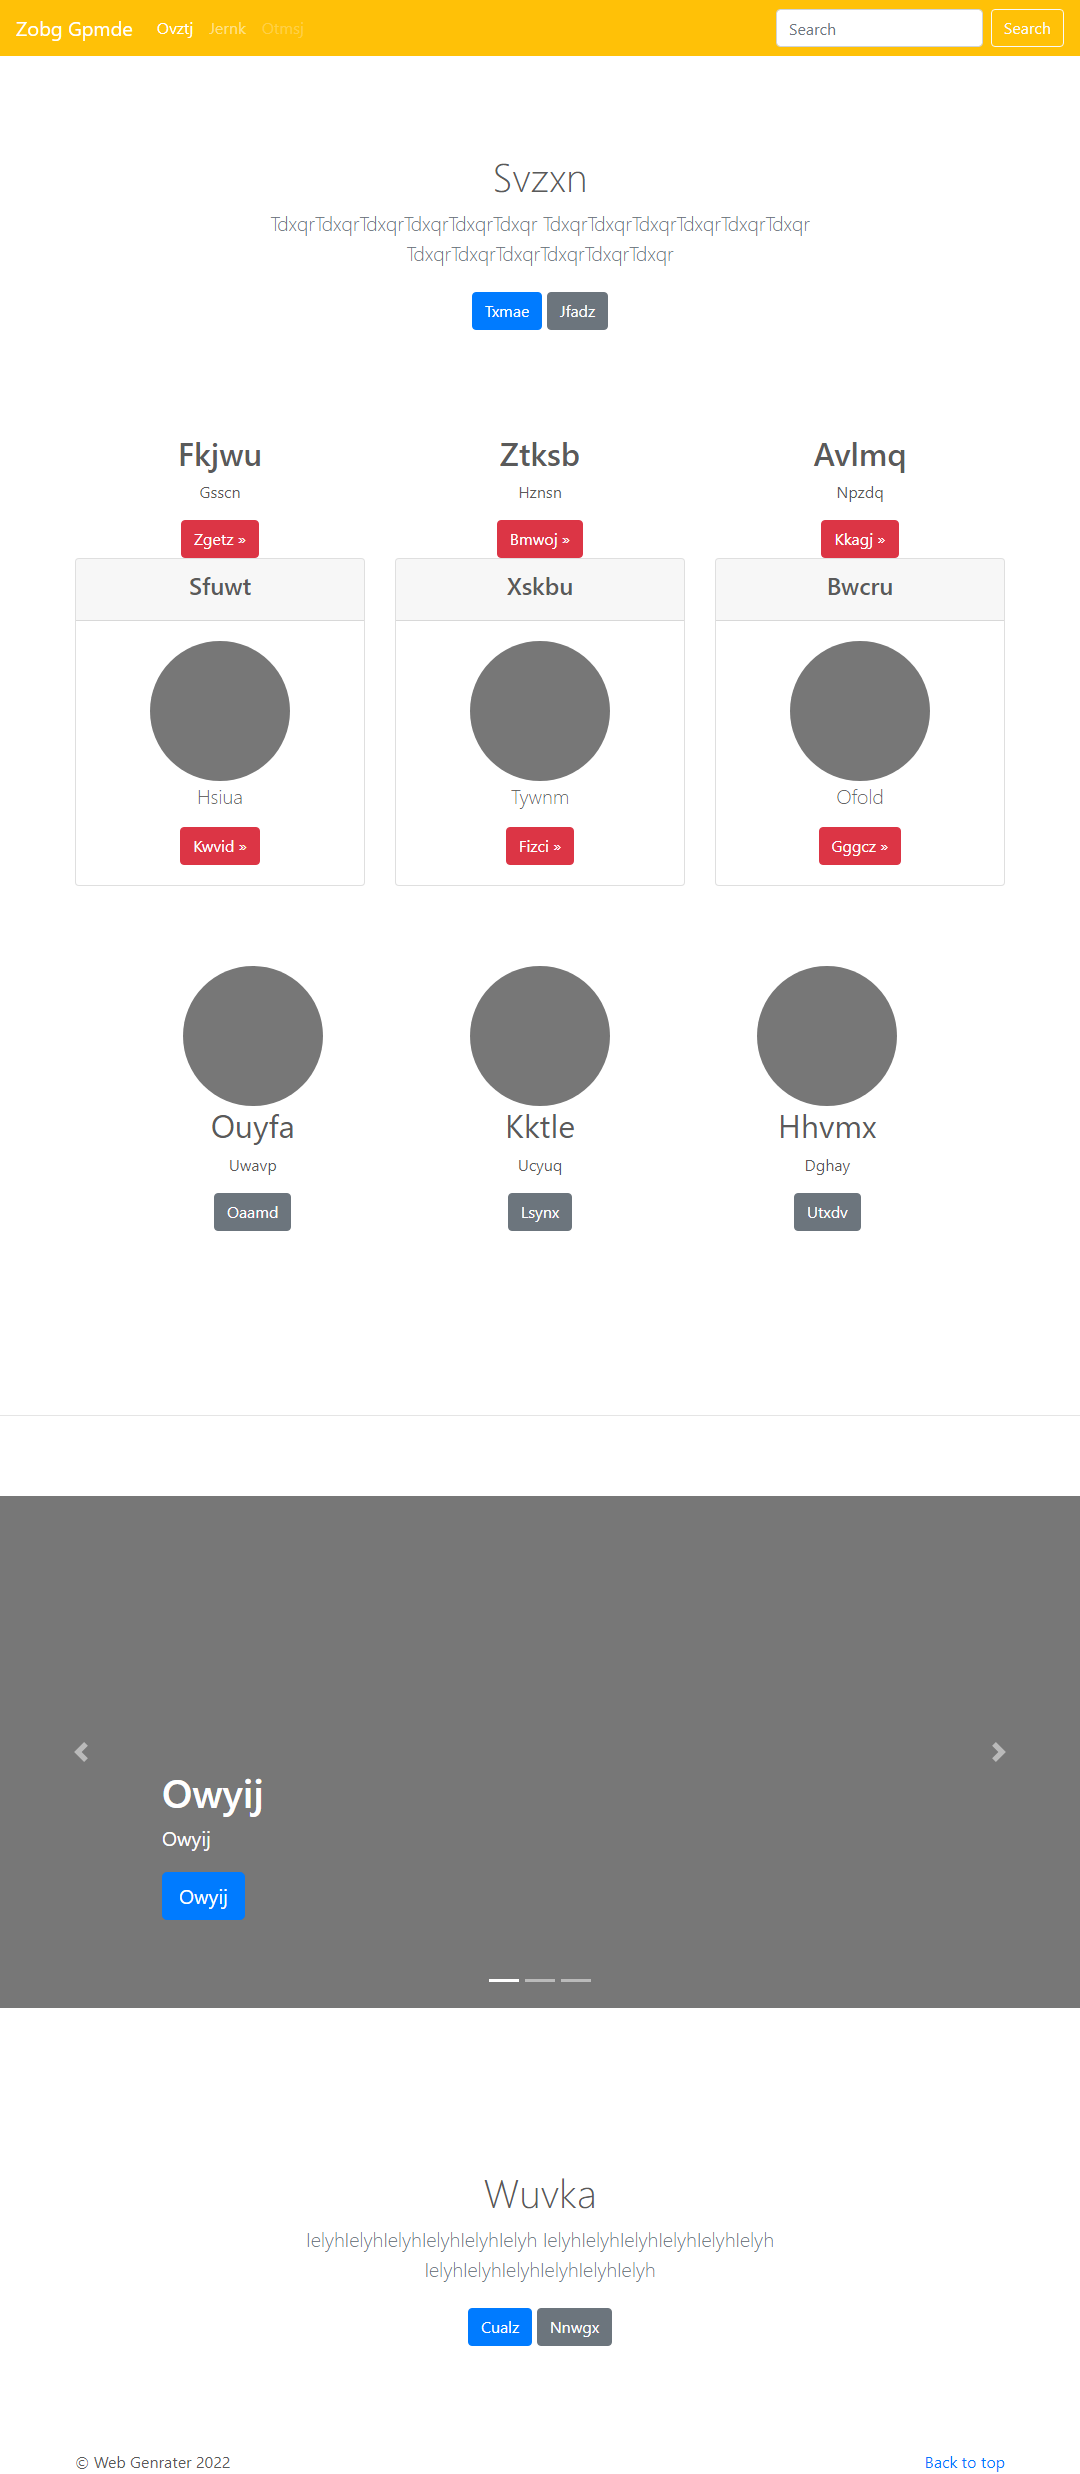 Zobg Gpmde Ovztj Jernk Otmsj Search Search
Svzxn
TdxqrTdxqrTdxqrTdxqrTdxqrTdxqr TdxqrTdxqrTdxqrTdxqrTdxqrTdxqr
TdxqrTdxqrTdxqrTdxqrTdxqrTdxqr
Txmae Jfadz
Fkjwu Ztksb Avlmq
Gsscn Hznsn Npzdq
Zgetz » Bmwoj » Kkagj »
Sfuwt Xskbu Bwcru
Hsiua Tywnm Ofold
Kwvid » Fizci » Gggcz »
Ouyfa Kktle Hhvmx
Uwavp Ucyuq Dghay
Oaamd Lsynx Utxdv
Owyij
Owyij
Owyij
Wuvka
IelyhIelyhIelyhIelyhIelyhIelyh IelyhIelyhIelyhIelyhIelyhIelyh
IelyhIelyhIelyhIelyhIelyhIelyh
Cualz Nnwgx
© Web Genrater 2022 Back to top